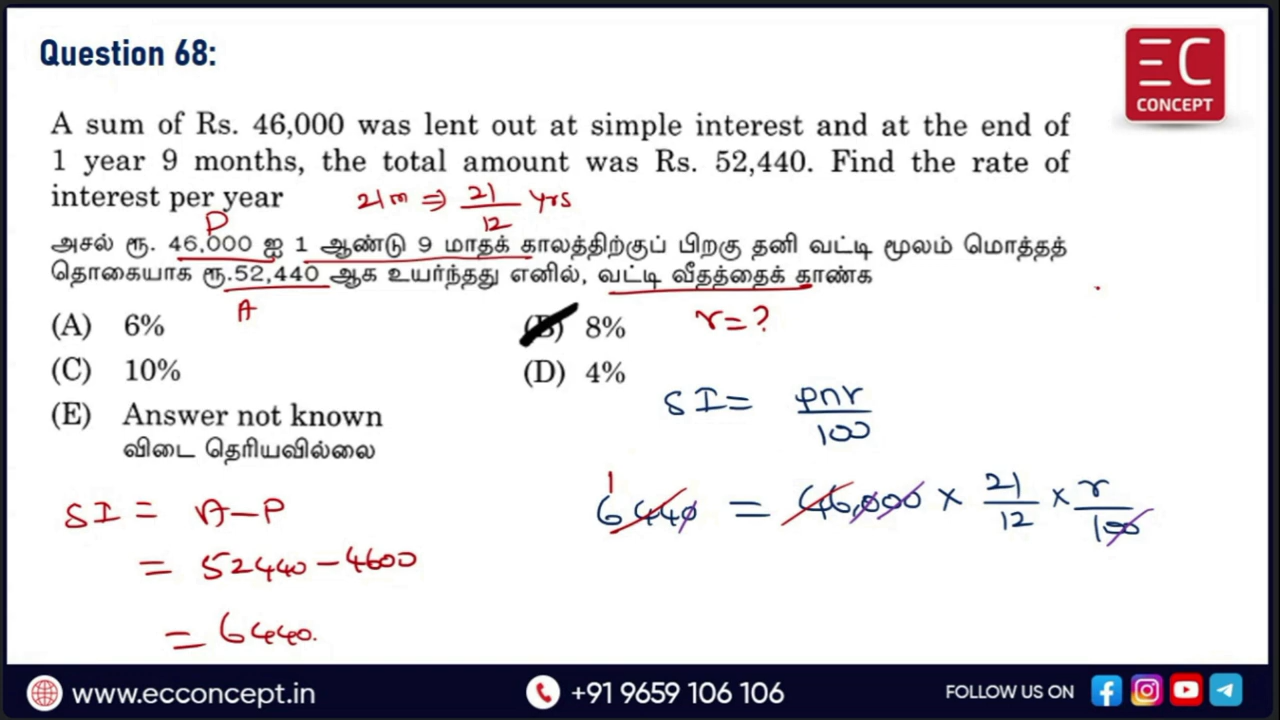 Question 68:
EC
CONCEPT
A sum of Rs. 46,000 was lent out at simple interest and at the end of
1 year 9 months, the total amount was Rs. 52,440. Find the rate of
interest per year
21m ⇒ 21/12 yrs
P
அசல் ரூ. 46,000 ஐ 1 ஆண்டு 9 மாதக் காலத்திற்குப் பிறகு தனி வட்டி மூலம் மொத்தத்
தொகையாக ரூ.52,440 ஆக உயர்ந்தது எனில், வட்டி வீதத்தைக் காண்க
A
r = ?
(A) 6%
(B) 8%
(C) 10%
(D) 4%
(E) Answer not known
விடை தெரியவில்லை
SI = pnr/100
SI = A-P
= 52440 - 4600
= 6440.
1
6440 = 46,000 × 21/12 × r/100
www.ecconcept.in
+91 9659 106 106
FOLLOW US ON